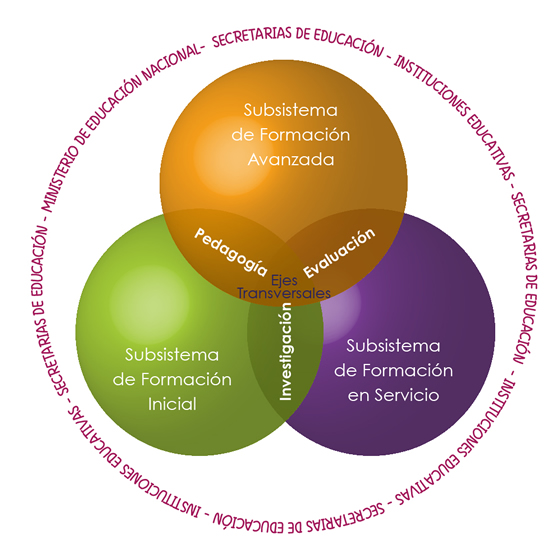 MINISTERIO DE EDUCACIÓN NACIONAL- SECRETARIAS DE EDUCACIÓN - INSTITUCIONES EDUCATIVAS - SECRETARIAS DE EDUCACIÓN - INSTITUCIONES EDUCATIVAS - SECRETARIAS DE EDUCACIÓN - INSTITUCIONES EDUCATIVAS - SECRETARIAS DE EDUCACIÓN -
Subsistema
de Formación
Avanzada
Pedagogía
Evaluación
Ejes
Transversales
Investigación
Subsistema
de Formación
Inicial
Subsistema
de Formación
en Servicio